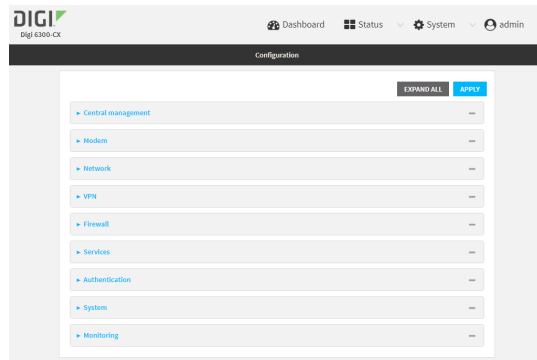 DIGI
Digi 6300-CX
Dashboard Status System admin
Configuration
EXPAND ALL APPLY
Central management
Modem
Network
VPN
Firewall
Services
Authentication
System
Monitoring